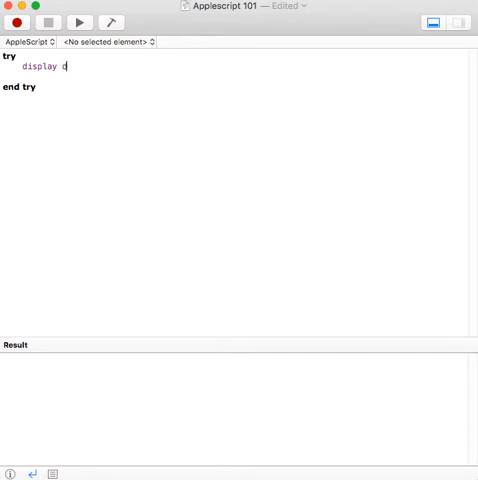 Applescript 101 — Edited
AppleScript <No selected element>
try
display d
end try
Result